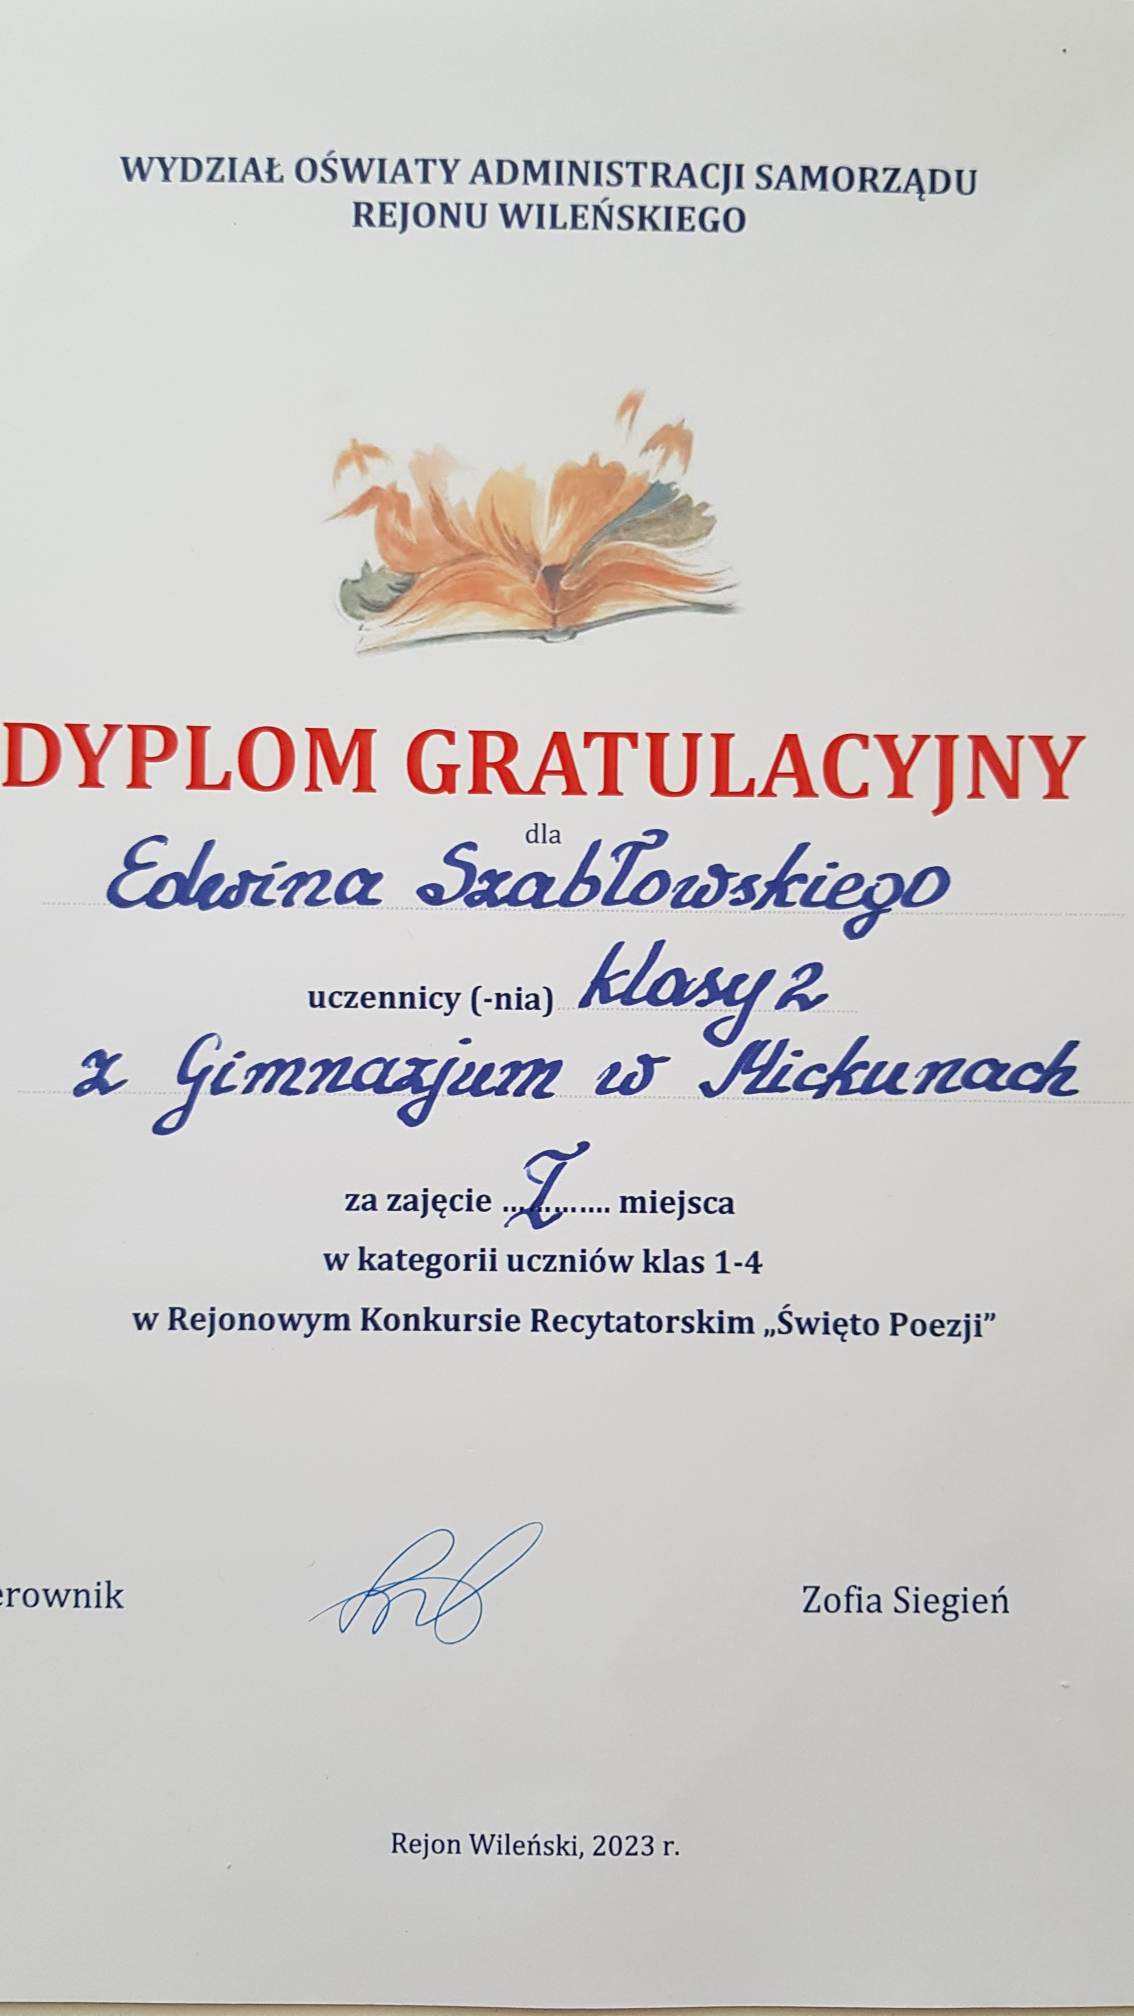 WYDZIAŁ OŚWIATY ADMINISTRACJI SAMORZĄDU
REJONU WILEŃSKIEGO
DYPLOM GRATULACYJNY
dla
Edwina Szabłowskiego
uczennicy (-nia) klasy 2
z Gimnazjum w Mickunach
za zajęcie ...I... miejsca
w kategorii uczniów klas 1-4
w Rejonowym Konkursie Recytatorskim „Święto Poezji”
erownik Zofia Siegień
Rejon Wileński, 2023 r.